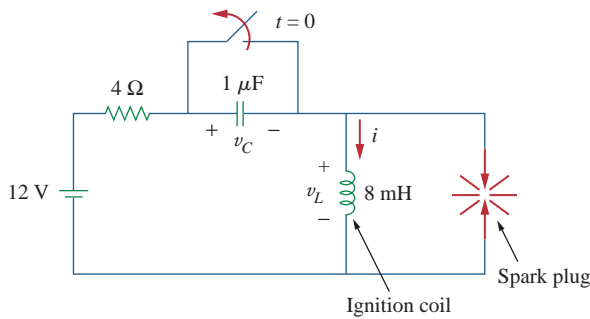 t = 0
4 Ω
1 μF
+ v_C −
i
12 V
+
v_L
−
8 mH
Spark plug
Ignition coil